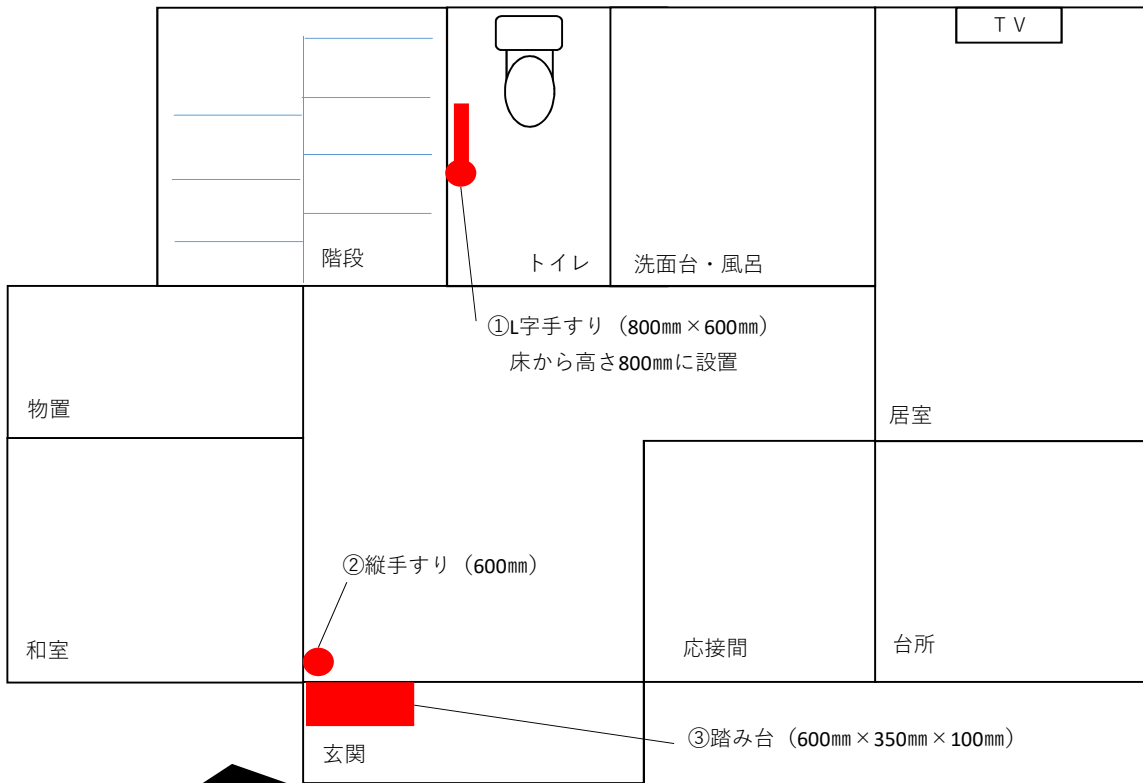 ＴＶ
階段
トイレ
洗面台・風呂
①L字手すり（800㎜×600㎜）
床から高さ800㎜に設置
物置
居室
②縦手すり（600㎜）
和室
応接間
台所
③踏み台（600㎜×350㎜×100㎜）
玄関